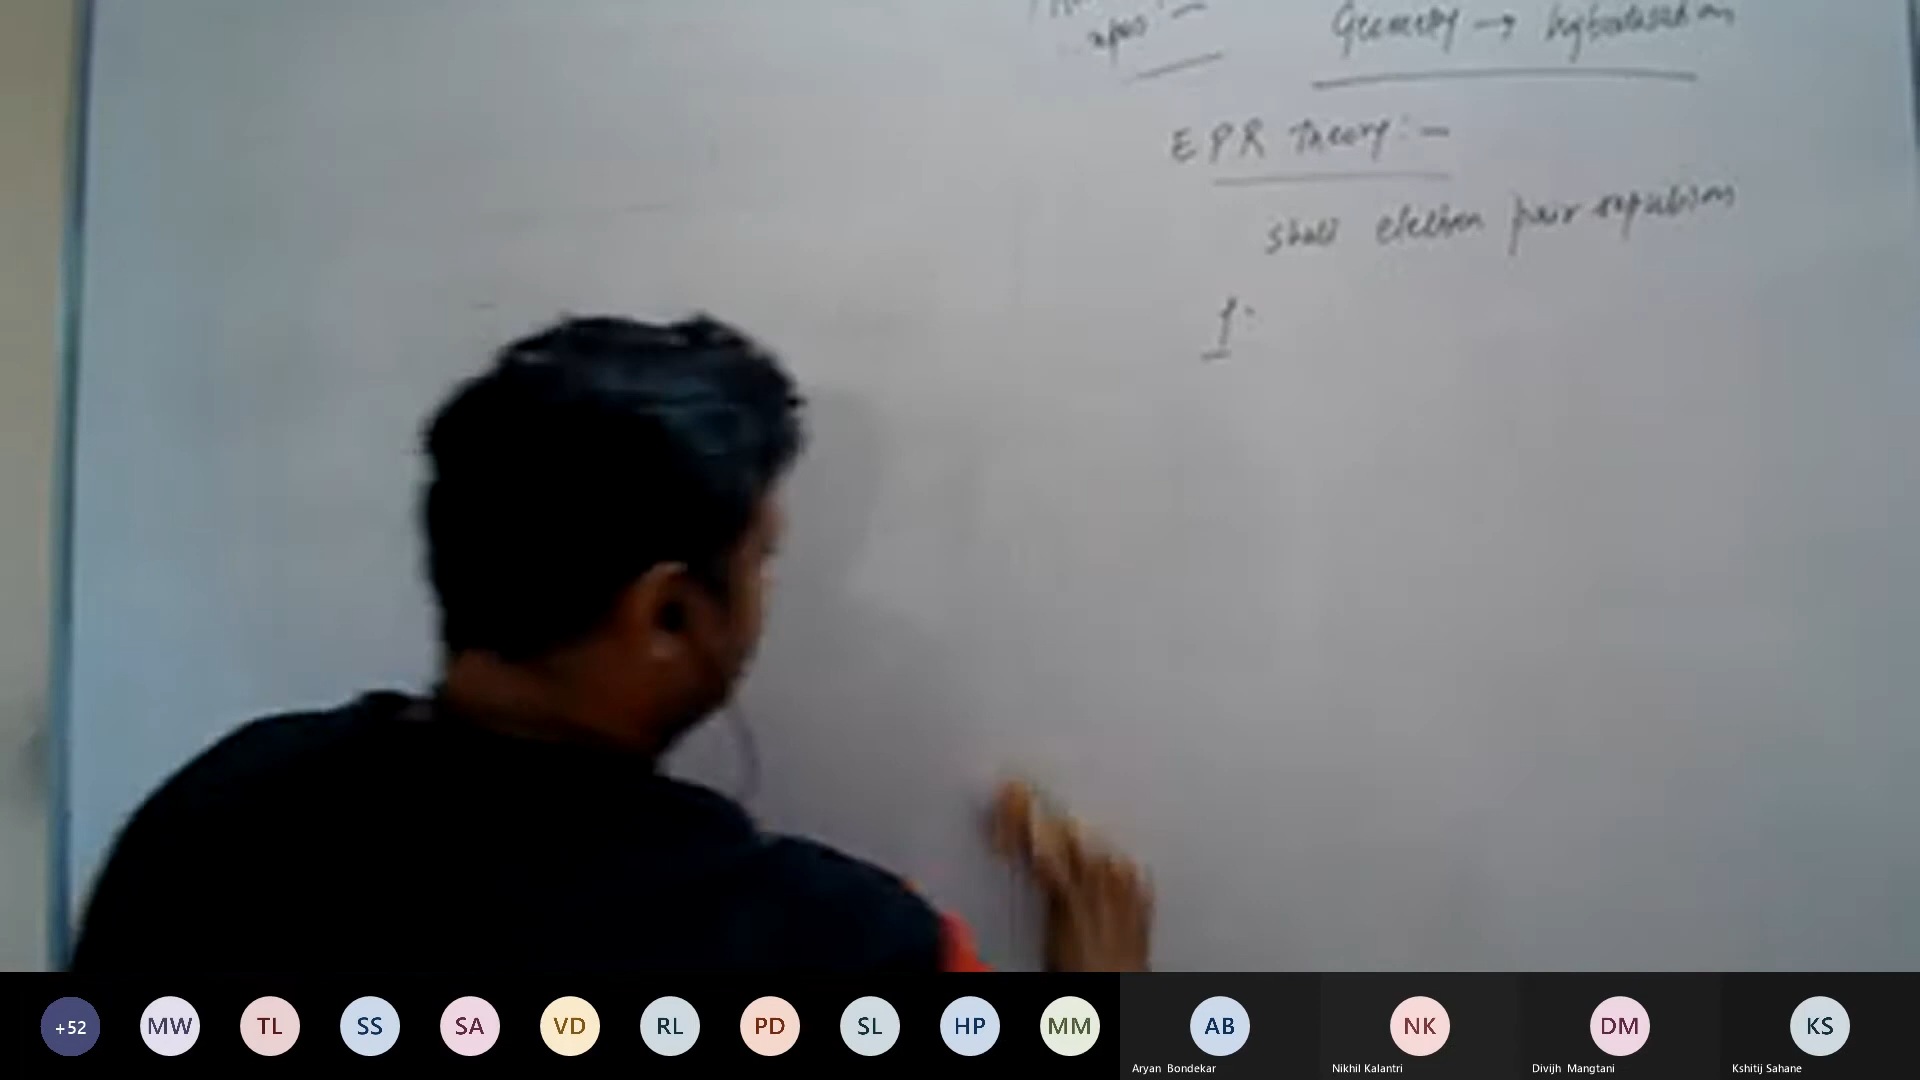 Geometry → hybridisation
EPR Theory:-
shell electron pair repulsion
1.
+52
MW
TL
SS
SA
VD
RL
PD
SL
HP
MM
AB
NK
DM
KS
Aryan Bondekar
Nikhil Kalantri
Divijh Mangtani
Kshitij Sahane